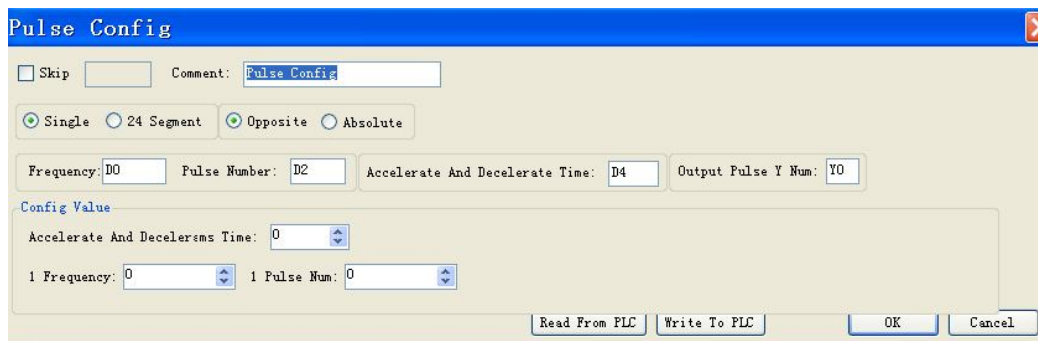 Pulse Config
Skip Comment: Pulse Config
Single 24 Segment Opposite Absolute
Frequency: D0 Pulse Number: D2 Accelerate And Decelerate Time: D4 Output Pulse Y Num: Y0
Config Value
Accelerate And Decelersms Time: 0
1 Frequency: 0 1 Pulse Num: 0
Read From PLC Write To PLC OK Cancel